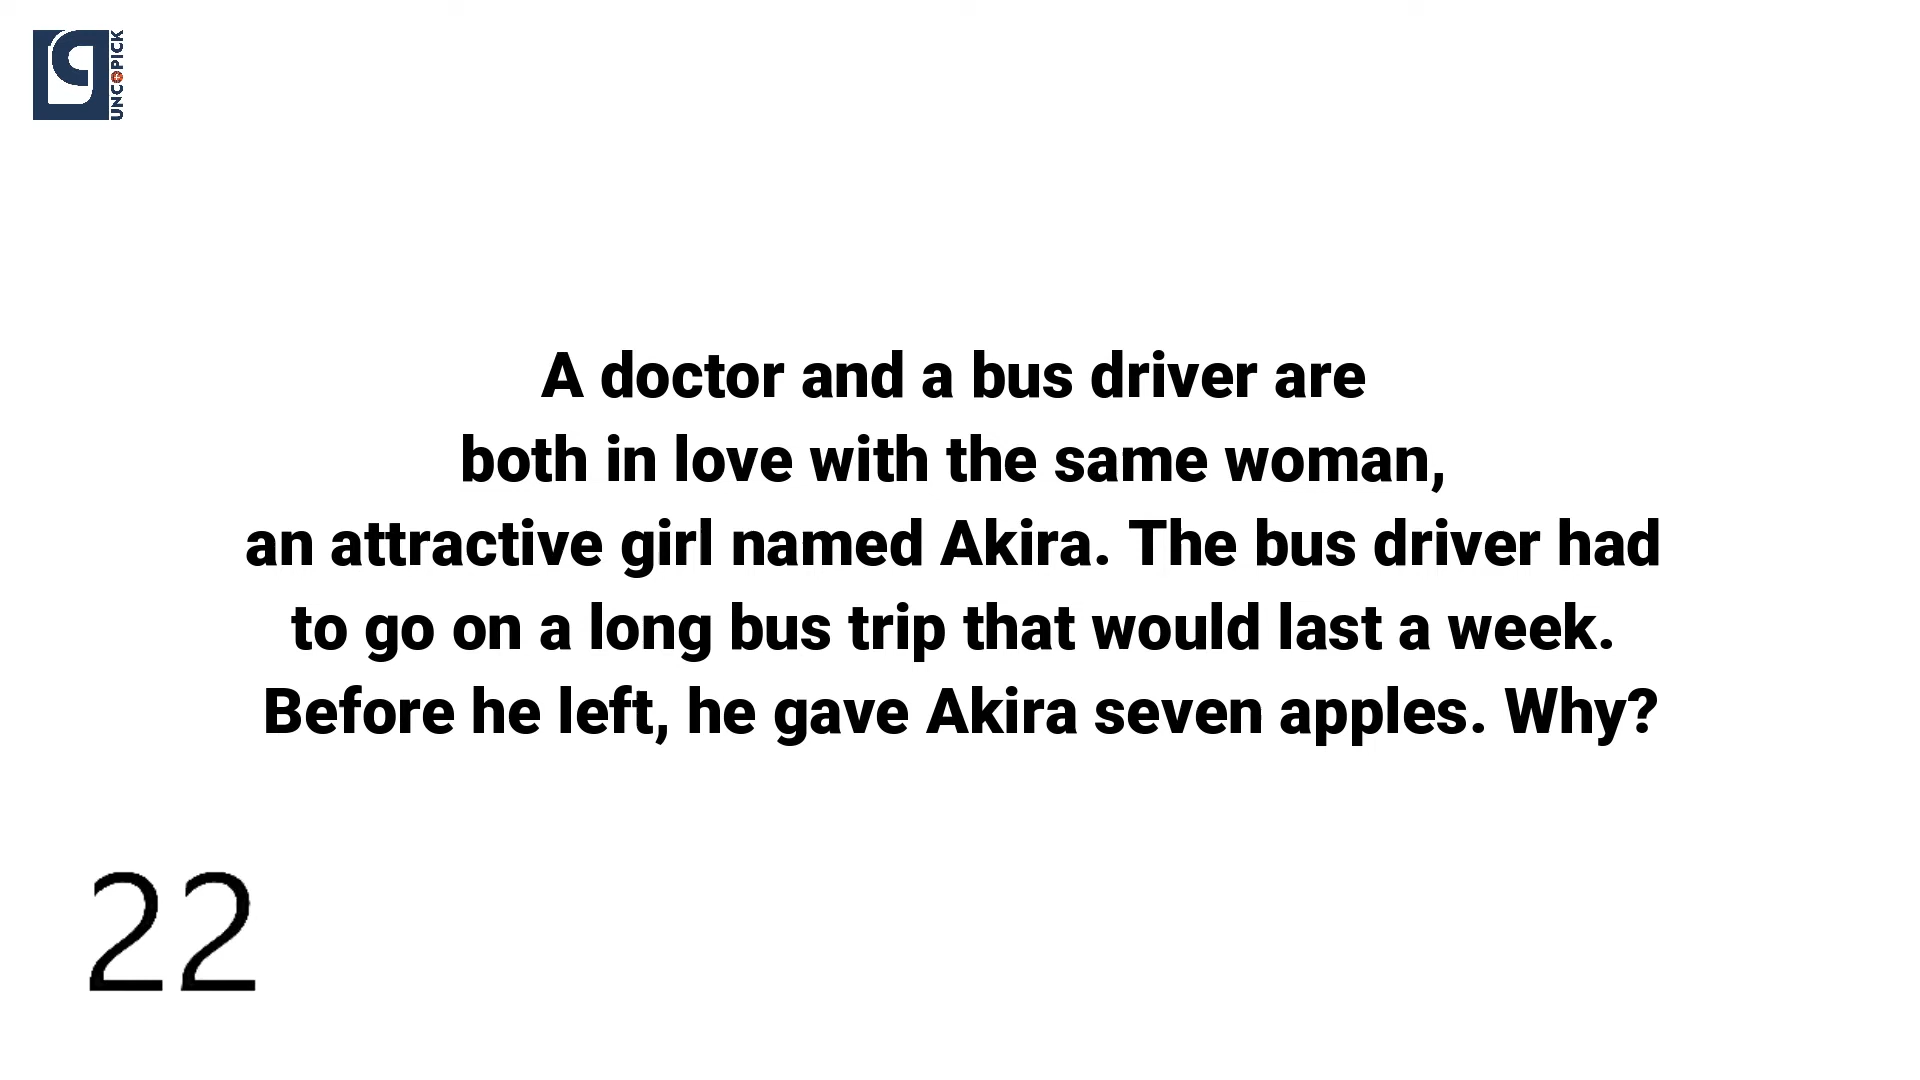 UNCOPICK
A doctor and a bus driver are
both in love with the same woman,
an attractive girl named Akira. The bus driver had
to go on a long bus trip that would last a week.
Before he left, he gave Akira seven apples. Why?
22